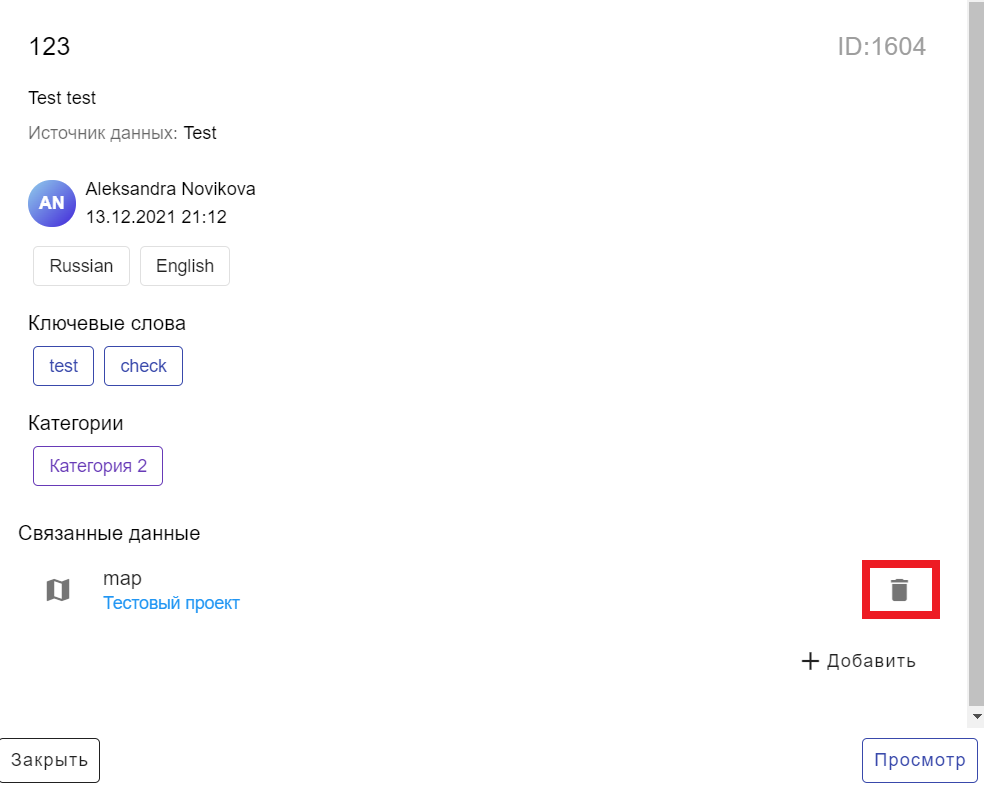 123
ID:1604
Test test
Источник данных: Test
AN
Aleksandra Novikova
13.12.2021 21:12
Russian English
Ключевые слова
test check
Категории
Категория 2
Связанные данные
map
Тестовый проект
Добавить
Закрыть
Просмотр